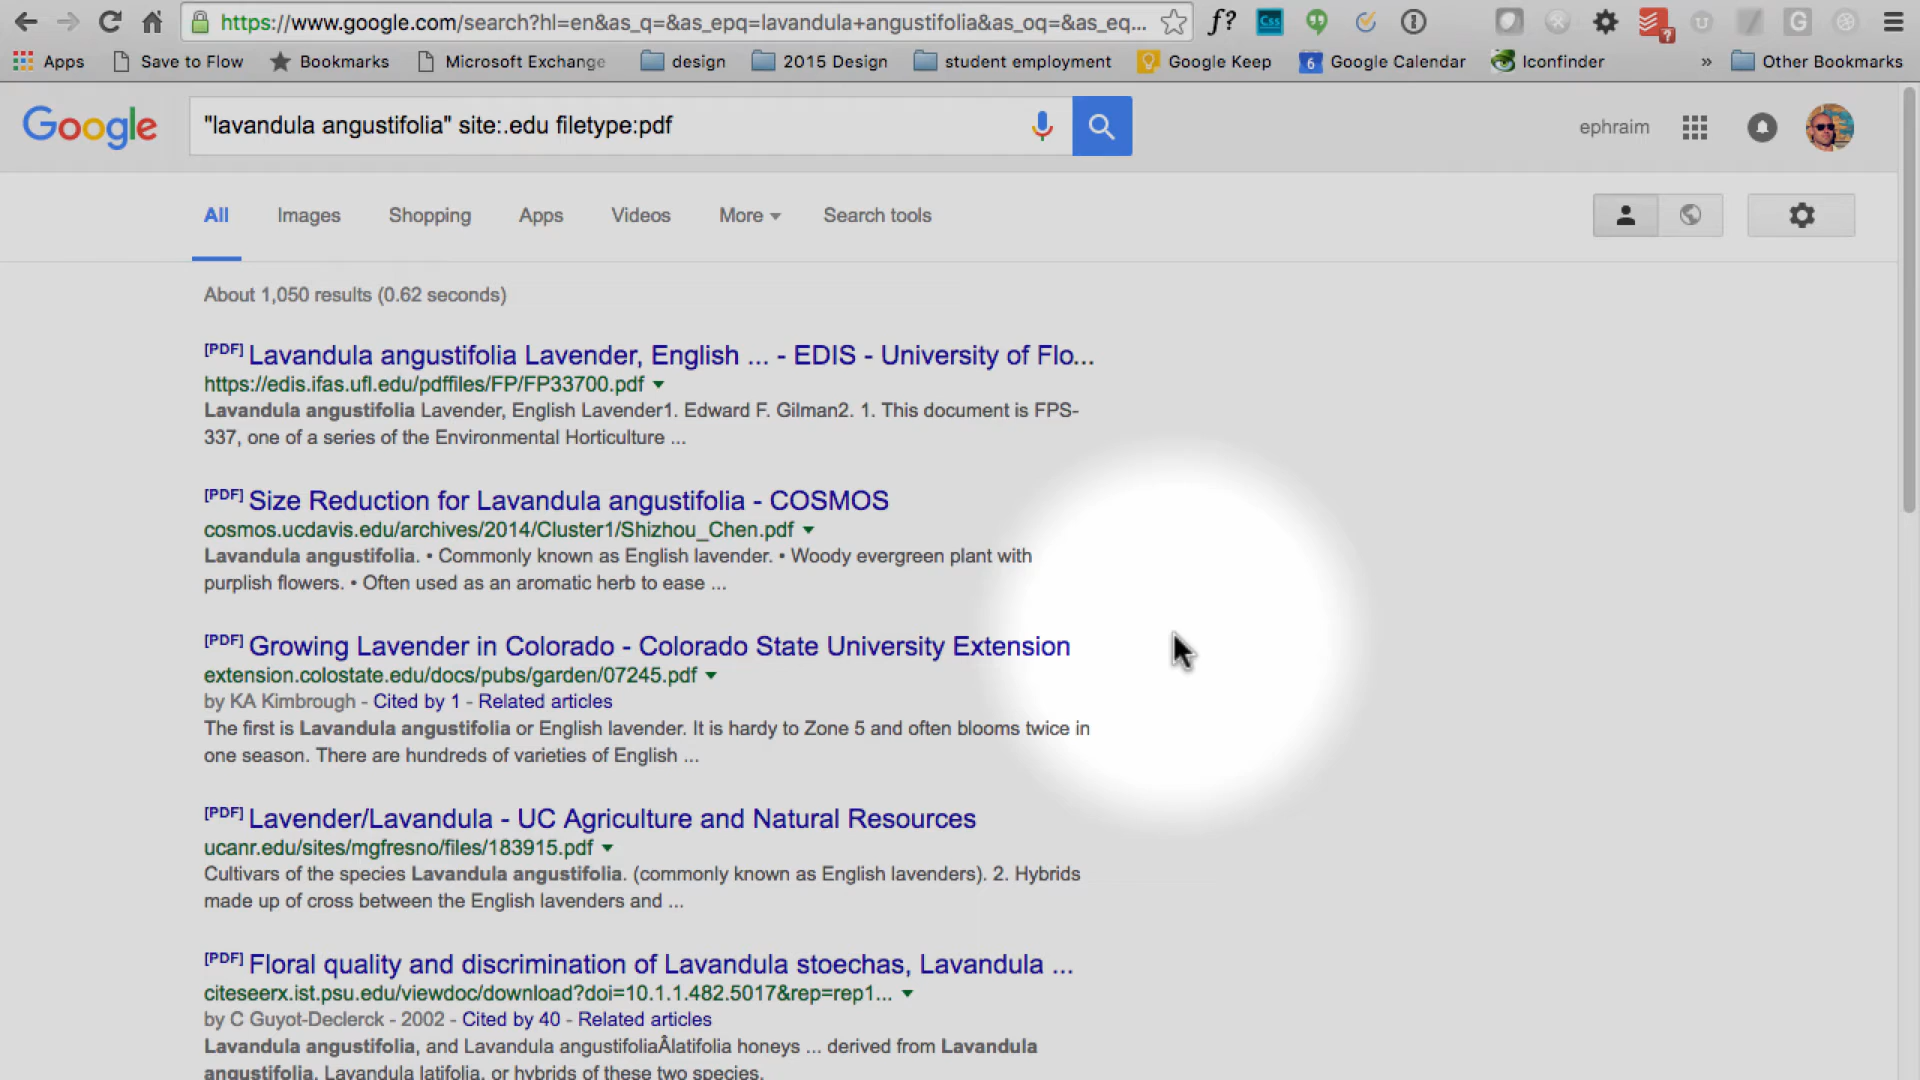 https://www.google.com/search?hl=en&as_q=&as_epq=lavandula+angustifolia&as_oq=&as_eq...
f?
Css
?
G
Apps
Save to Flow
Bookmarks
Microsoft Exchange
design
2015 Design
student employment
Google Keep
6
Google Calendar
Iconfinder
»
Other Bookmarks
Google
"lavandula angustifolia" site:.edu filetype:pdf
ephraim
All
Images
Shopping
Apps
Videos
More
Search tools
About 1,050 results (0.62 seconds)
[PDF] Lavandula angustifolia Lavender, English ... - EDIS - University of Flo...
https://edis.ifas.ufl.edu/pdffiles/FP/FP33700.pdf
Lavandula angustifolia Lavender, English Lavender1. Edward F. Gilman2. 1. This document is FPS-
337, one of a series of the Environmental Horticulture ...
[PDF] Size Reduction for Lavandula angustifolia - COSMOS
cosmos.ucdavis.edu/archives/2014/Cluster1/Shizhou_Chen.pdf
Lavandula angustifolia. • Commonly known as English lavender. • Woody evergreen plant with
purplish flowers. • Often used as an aromatic herb to ease ...
[PDF] Growing Lavender in Colorado - Colorado State University Extension
extension.colostate.edu/docs/pubs/garden/07245.pdf
by KA Kimbrough - Cited by 1 - Related articles
The first is Lavandula angustifolia or English lavender. It is hardy to Zone 5 and often blooms twice in
one season. There are hundreds of varieties of English ...
[PDF] Lavender/Lavandula - UC Agriculture and Natural Resources
ucanr.edu/sites/mgfresno/files/183915.pdf
Cultivars of the species Lavandula angustifolia. (commonly known as English lavenders). 2. Hybrids
made up of cross between the English lavenders and ...
[PDF] Floral quality and discrimination of Lavandula stoechas, Lavandula ...
citeseerx.ist.psu.edu/viewdoc/download?doi=10.1.1.482.5017&rep=rep1...
by C Guyot-Declerck - 2002 - Cited by 40 - Related articles
Lavandula angustifolia, and Lavandula angustifoliaÂlatifolia honeys ... derived from Lavandula
angustifolia, Lavandula latifolia, or hybrids of these two species.